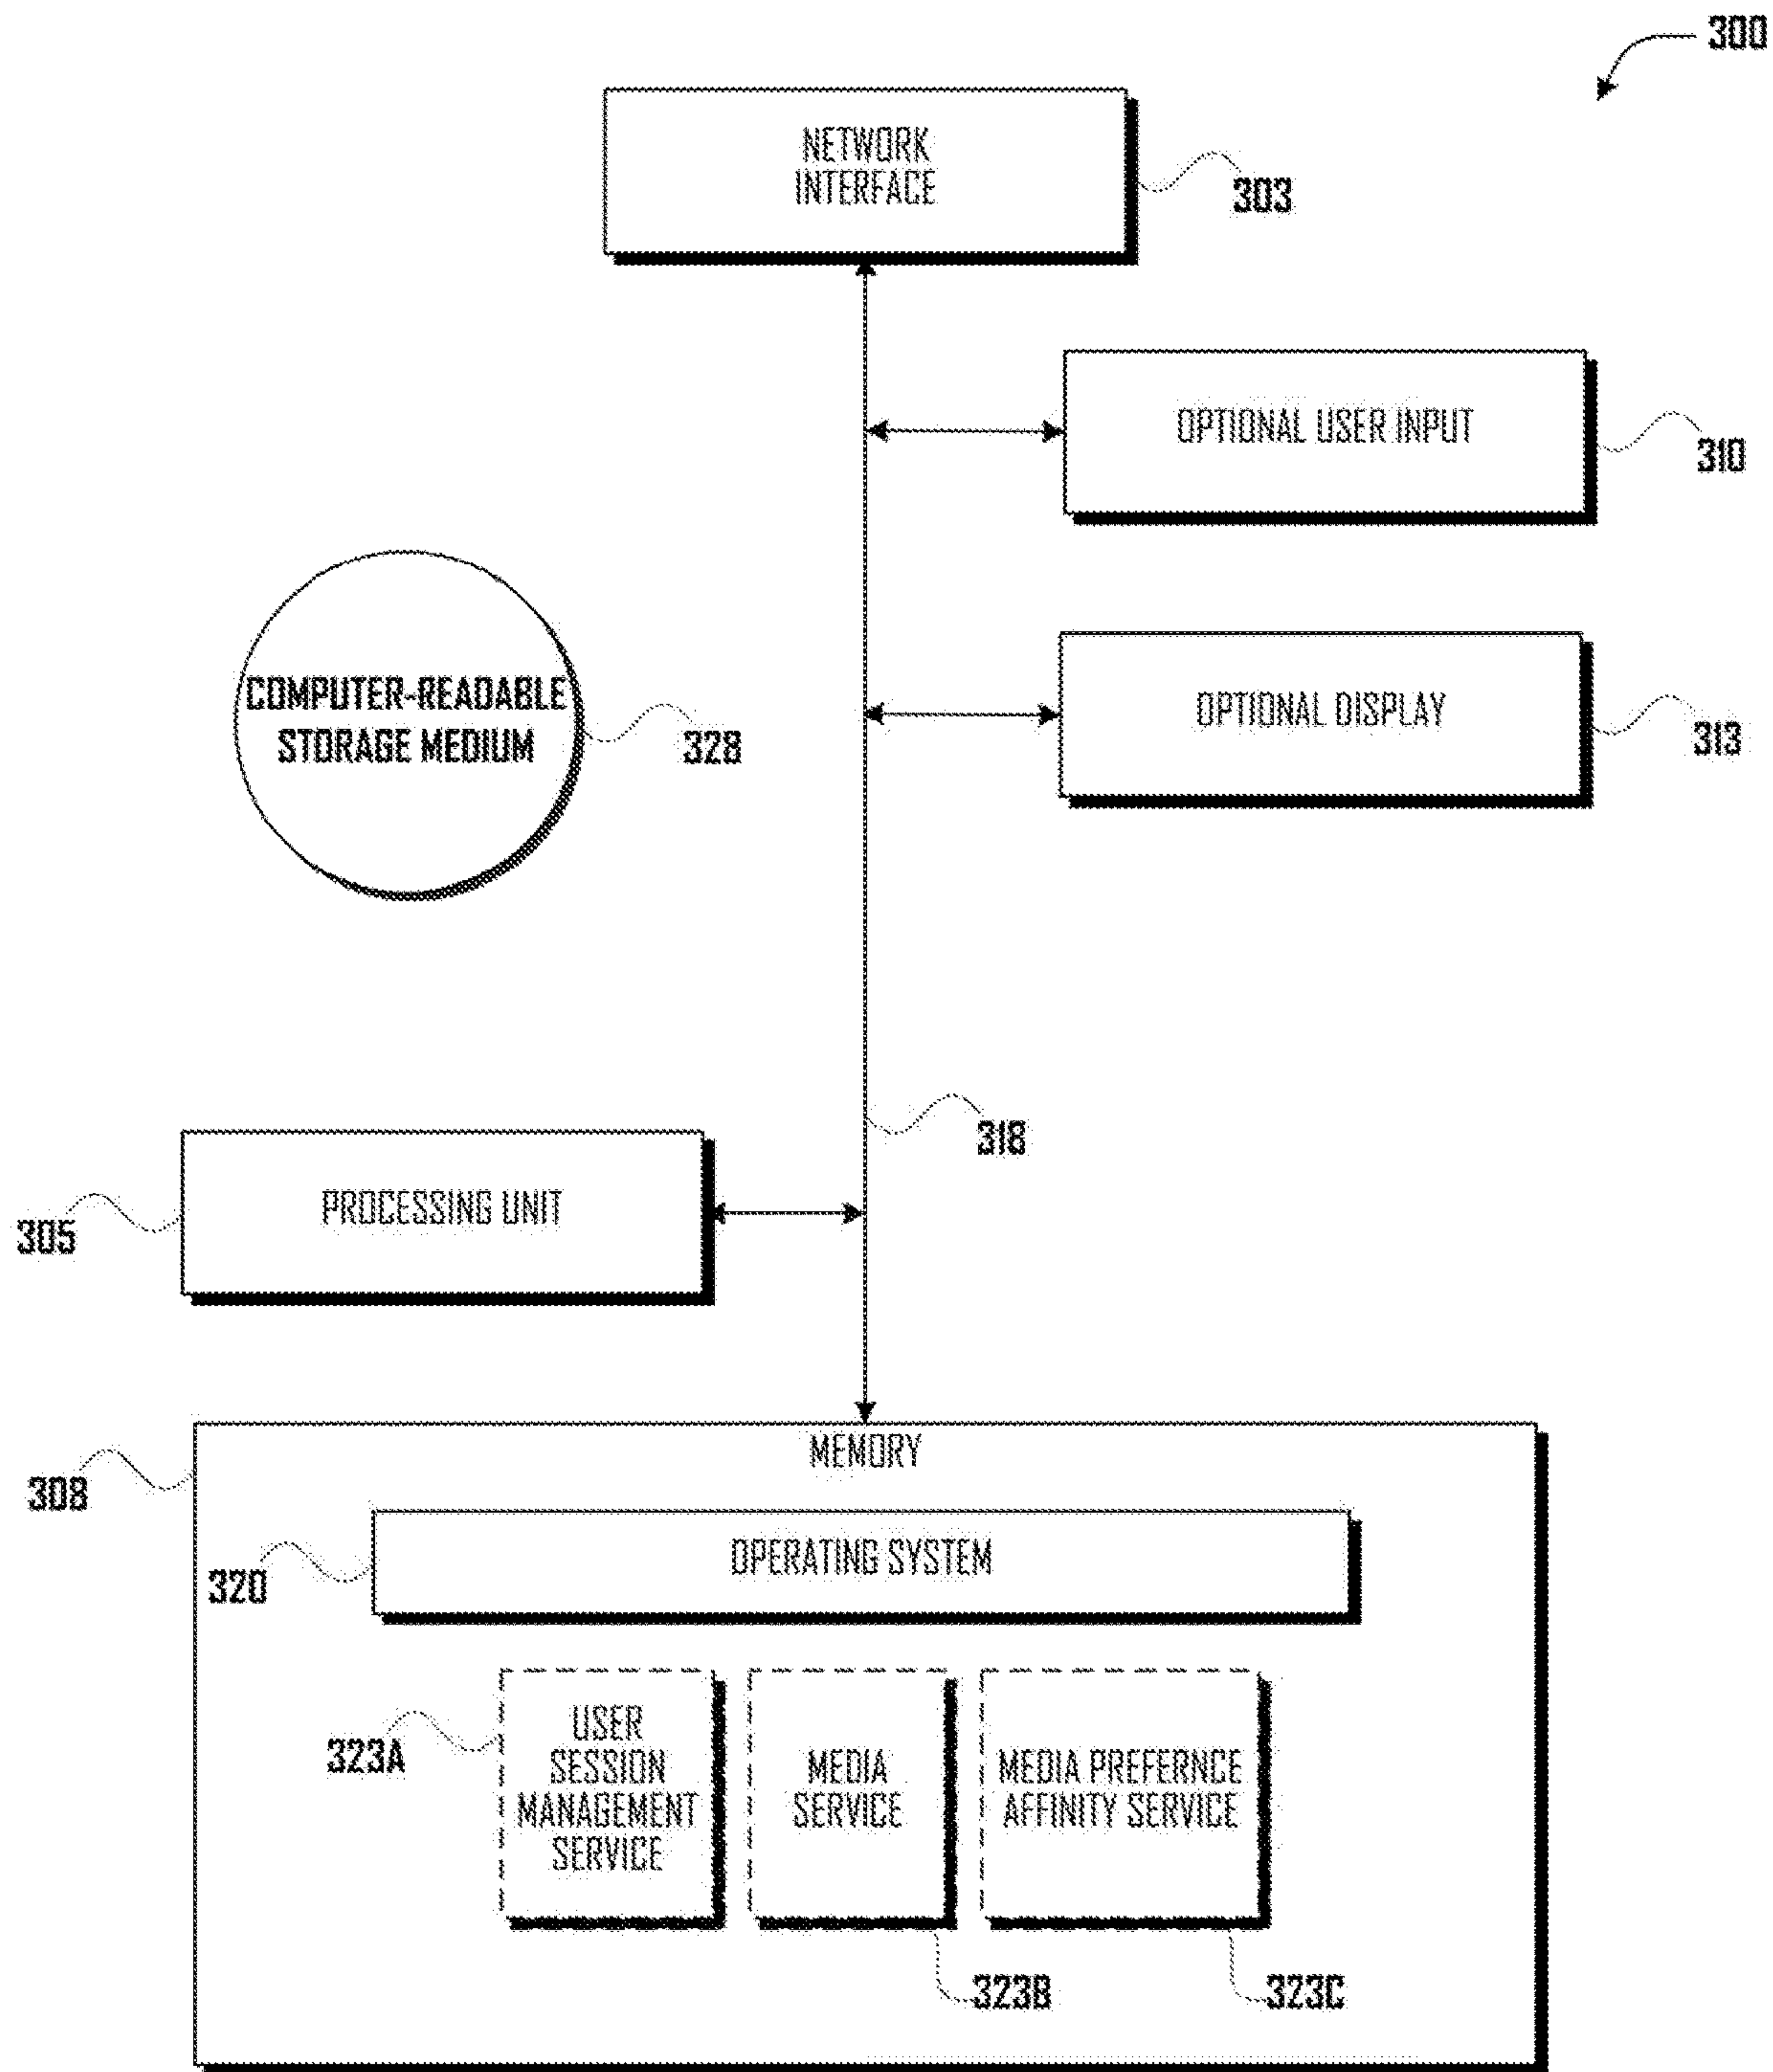 300
NETWORK
INTERFACE
303
OPTIONAL USER INPUT
310
COMPUTER-READABLE
STORAGE MEDIUM
328
OPTIONAL DISPLAY
313
318
PROCESSING UNIT
305
MEMORY
308
OPERATING SYSTEM
320
USER
SESSION
MANAGEMENT
SERVICE
323A
MEDIA
SERVICE
MEDIA PREFERNCE
AFFINITY SERVICE
323B
323C